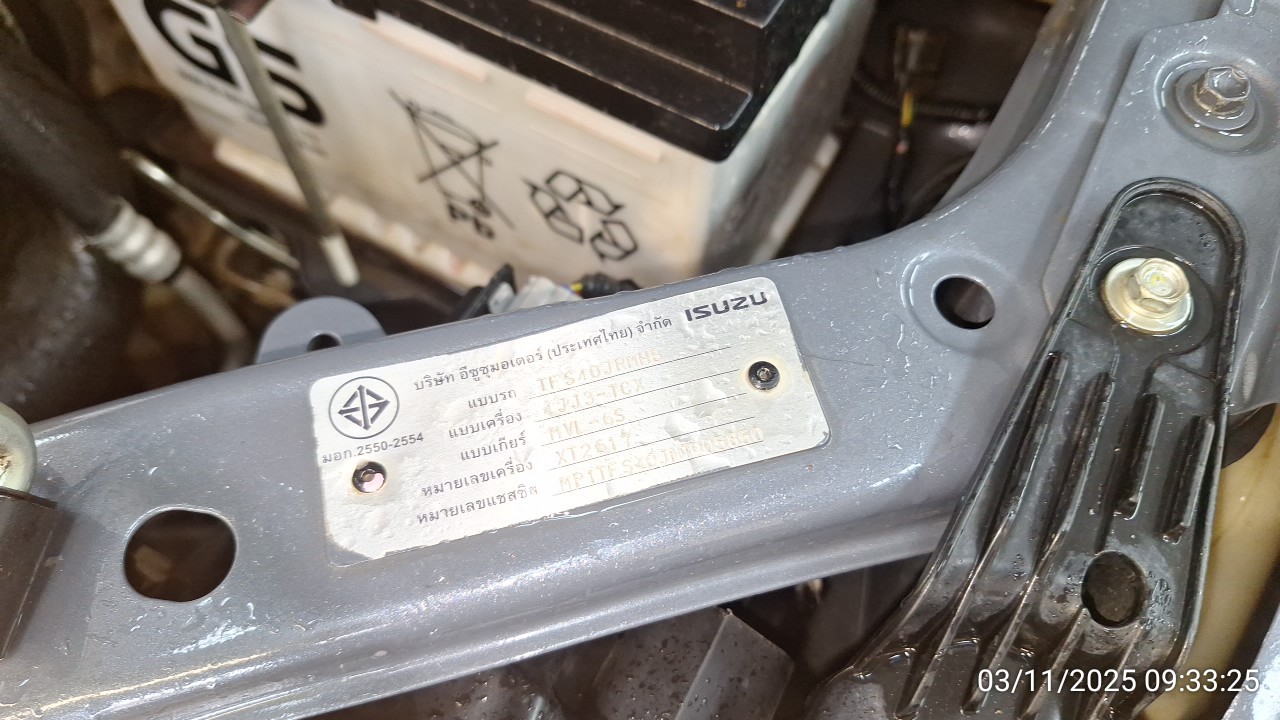 GS
ISUZU
บริษัท อีซูซุมอเตอร์ (ประเทศไทย) จำกัด
แบบรถ TFS40JRMH5
แบบเครื่อง 4JJ3-TCX
แบบเกียร์ MVL-6S
หมายเลขเครื่อง XT2617
หมายเลขแชสซิส
มอก.2550-2554
03/11/2025 09:33:25